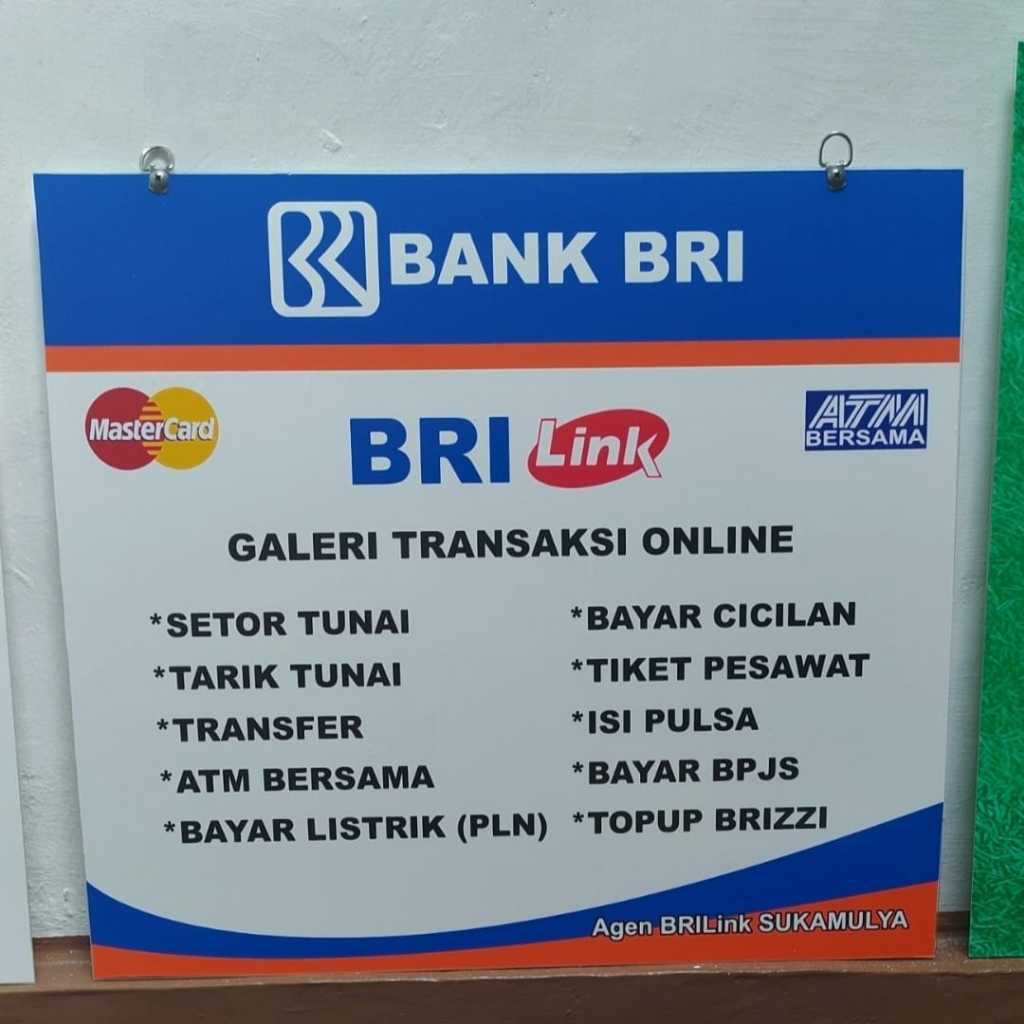 BANK BRI
MasterCard
BRI Link
ATM BERSAMA
GALERI TRANSAKSI ONLINE
*SETOR TUNAI
*TARIK TUNAI
*TRANSFER
*ATM BERSAMA
*BAYAR LISTRIK (PLN)
*BAYAR CICILAN
*TIKET PESAWAT
*ISI PULSA
*BAYAR BPJS
*TOPUP BRIZZI
Agen BRILink SUKAMULYA